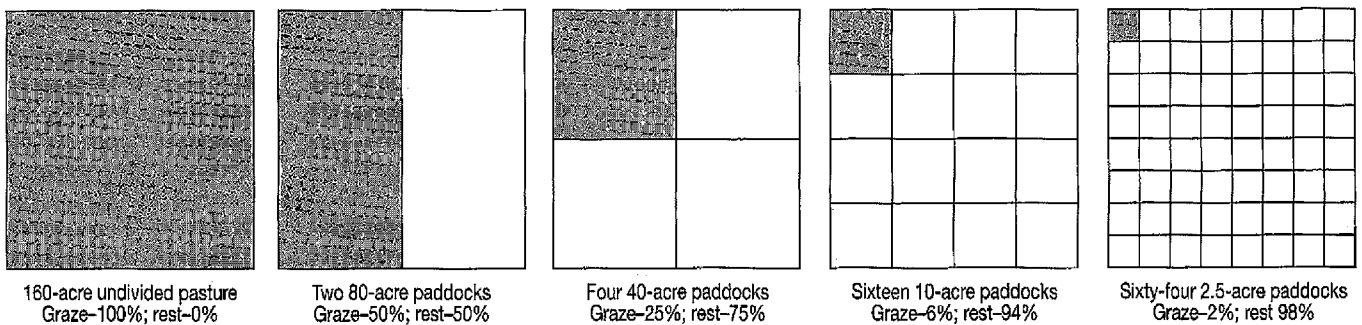 160-acre undivided pasture
Graze–100%; rest–0%
Two 80-acre paddocks
Graze–50%; rest–50%
Four 40-acre paddocks
Graze–25%; rest–75%
Sixteen 10-acre paddocks
Graze–6%; rest–94%
Sixty-four 2.5-acre paddocks
Graze–2%; rest 98%